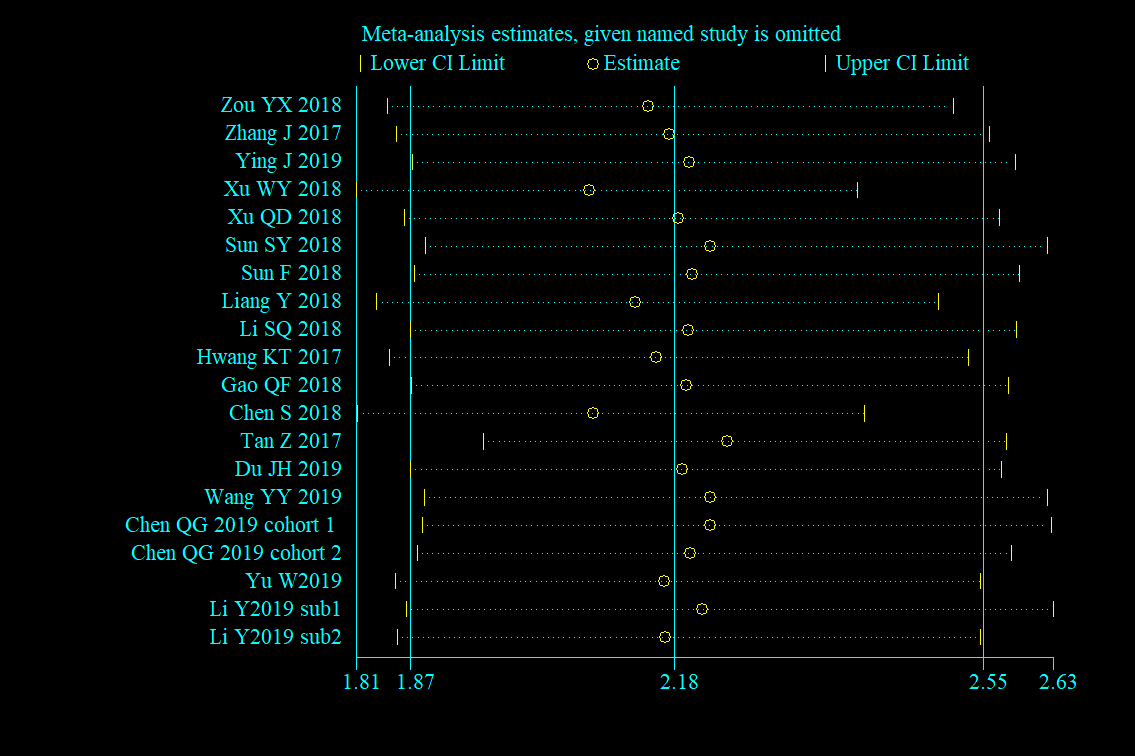 Meta-analysis estimates, given named study is omitted
Lower CI Limit Estimate Upper CI Limit
Zou YX 2018
Zhang J 2017
Ying J 2019
Xu WY 2018
Xu QD 2018
Sun SY 2018
Sun F 2018
Liang Y 2018
Li SQ 2018
Hwang KT 2017
Gao QF 2018
Chen S 2018
Tan Z 2017
Du JH 2019
Wang YY 2019
Chen QG 2019 cohort 1
Chen QG 2019 cohort 2
Yu W2019
Li Y2019 sub1
Li Y2019 sub2
1.81 1.87 2.18 2.55 2.63